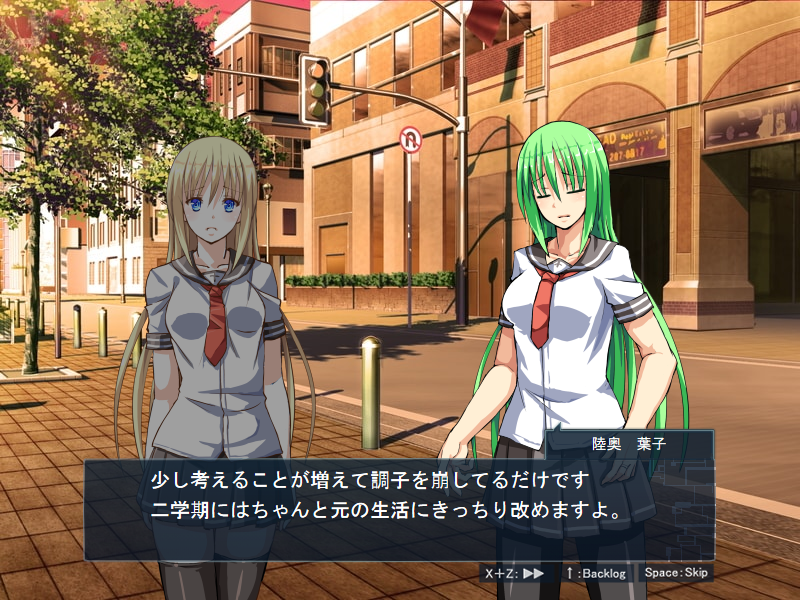 陸奥　葉子
少し考えることが増えて調子を崩してるだけです
二学期にはちゃんと元の生活にきっちり改めますよ。
X+Z:▶▶ ↑:Backlog Space:Skip